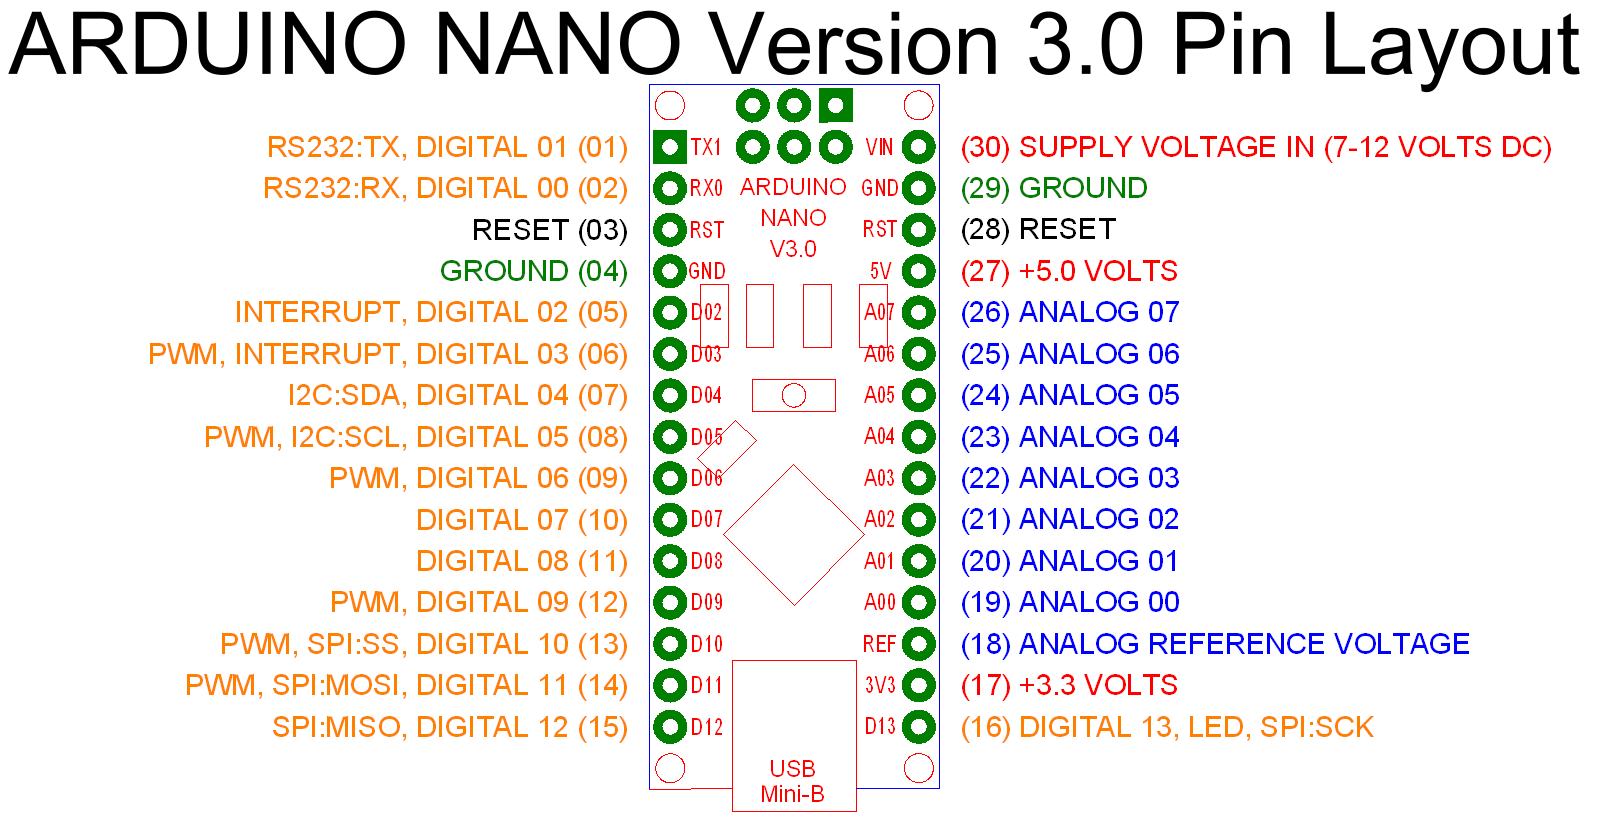 ARDUINO NANO Version 3.0 Pin Layout
RS232:TX, DIGITAL 01 (01) TX1 VIN (30) SUPPLY VOLTAGE IN (7-12 VOLTS DC)
RS232:RX, DIGITAL 00 (02) RX0 ARDUINO GND (29) GROUND
NANO
RESET (03) RST V3.0 RST (28) RESET
GROUND (04) GND 5V (27) +5.0 VOLTS
INTERRUPT, DIGITAL 02 (05) D02 A07 (26) ANALOG 07
PWM, INTERRUPT, DIGITAL 03 (06) D03 A06 (25) ANALOG 06
I2C:SDA, DIGITAL 04 (07) D04 A05 (24) ANALOG 05
PWM, I2C:SCL, DIGITAL 05 (08) D05 A04 (23) ANALOG 04
PWM, DIGITAL 06 (09) D06 A03 (22) ANALOG 03
DIGITAL 07 (10) D07 A02 (21) ANALOG 02
DIGITAL 08 (11) D08 A01 (20) ANALOG 01
PWM, DIGITAL 09 (12) D09 A00 (19) ANALOG 00
PWM, SPI:SS, DIGITAL 10 (13) D10 REF (18) ANALOG REFERENCE VOLTAGE
PWM, SPI:MOSI, DIGITAL 11 (14) D11 3V3 (17) +3.3 VOLTS
SPI:MISO, DIGITAL 12 (15) D12 D13 (16) DIGITAL 13, LED, SPI:SCK
USB
Mini-B